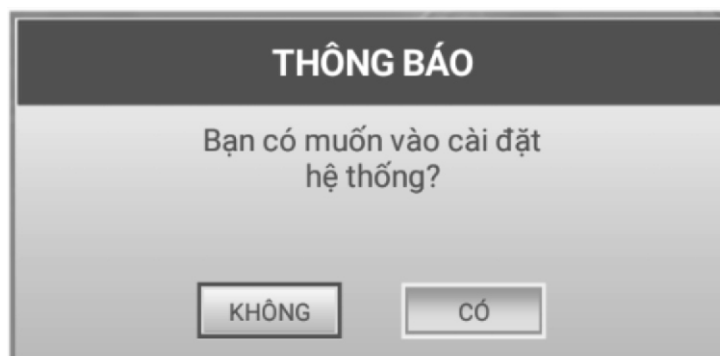 THÔNG BÁO
Bạn có muốn vào cài đặt
hệ thống?
KHÔNG
CÓ